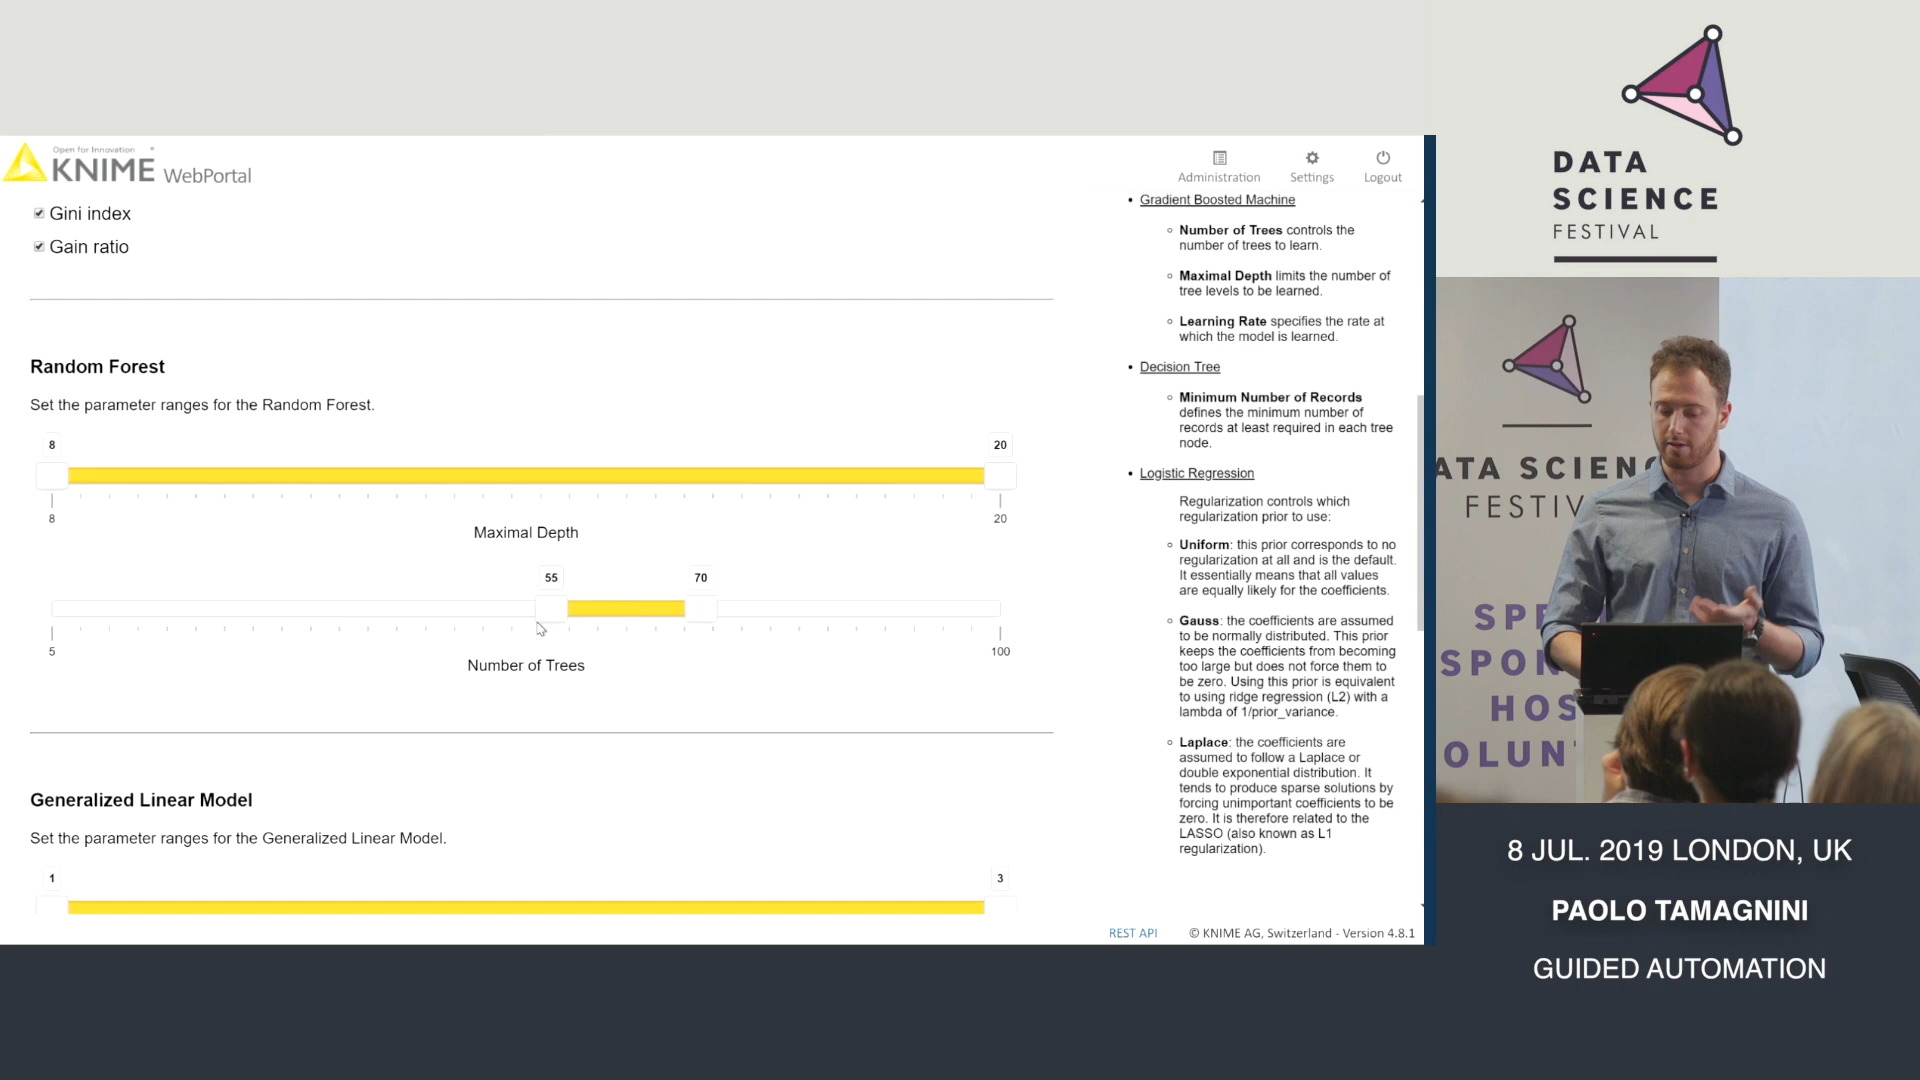 Open for Innovation
KNIME WebPortal
Administration
Settings
Logout
Gini index
Gain ratio
Random Forest
Set the parameter ranges for the Random Forest.
8
20
8
20
Maximal Depth
55
70
5
100
Number of Trees
Generalized Linear Model
Set the parameter ranges for the Generalized Linear Model.
1
3
Gradient Boosted Machine
Number of Trees controls the
number of trees to learn.
Maximal Depth limits the number of
tree levels to be learned.
Learning Rate specifies the rate at
which the model is learned.
Decision Tree
Minimum Number of Records
defines the minimum number of
records at least required in each tree
node.
Logistic Regression
Regularization controls which
regularization prior to use:
Uniform: this prior corresponds to no
regularization at all and is the default.
It essentially means that all values
are equally likely for the coefficients.
Gauss: the coefficients are assumed
to be normally distributed. This prior
keeps the coefficients from becoming
too large but does not force them to
be zero. Using this prior is equivalent
to using ridge regression (L2) with a
lambda of 1/prior_variance.
Laplace: the coefficients are
assumed to follow a Laplace or
double exponential distribution. It
tends to produce sparse solutions by
forcing unimportant coefficients to be
zero. It is therefore related to the
LASSO (also known as L1
regularization).
REST API
© KNIME AG, Switzerland - Version 4.8.1
DATA
SCIENCE
FESTIVAL
ATA SCIEN
FESTIV
SP
SPON
HOS
OLUN
8 JUL. 2019 LONDON, UK
PAOLO TAMAGNINI
GUIDED AUTOMATION